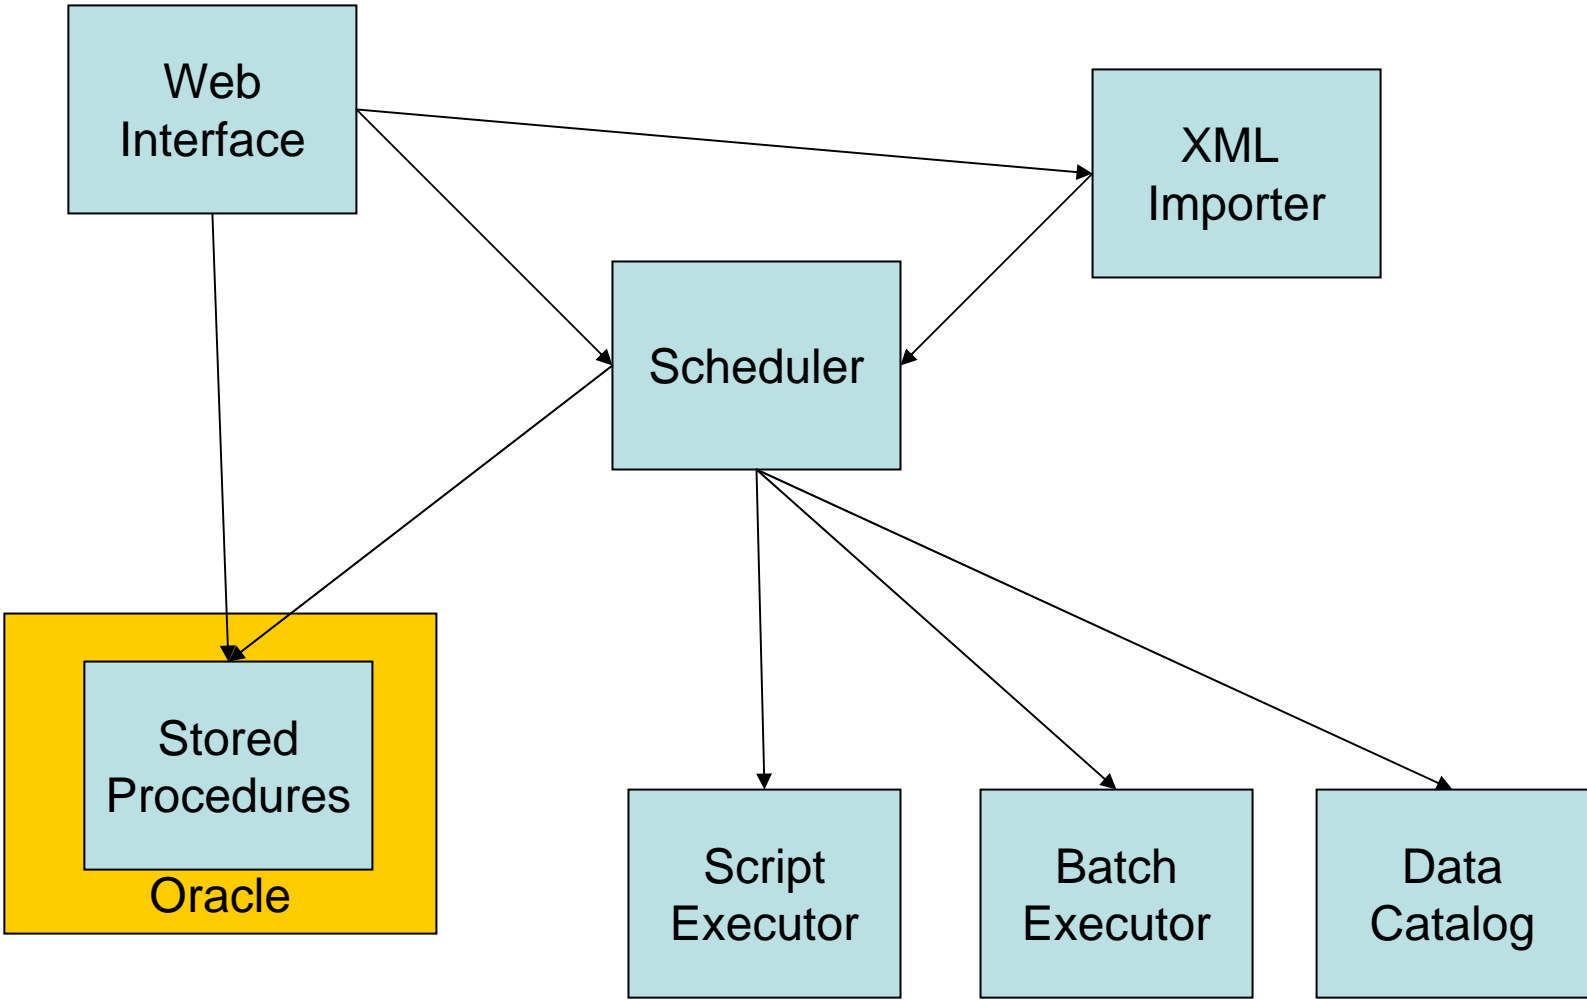 Web
Interface
XML
Importer
Scheduler
Stored
Procedures
Oracle
Script
Executor
Batch
Executor
Data
Catalog